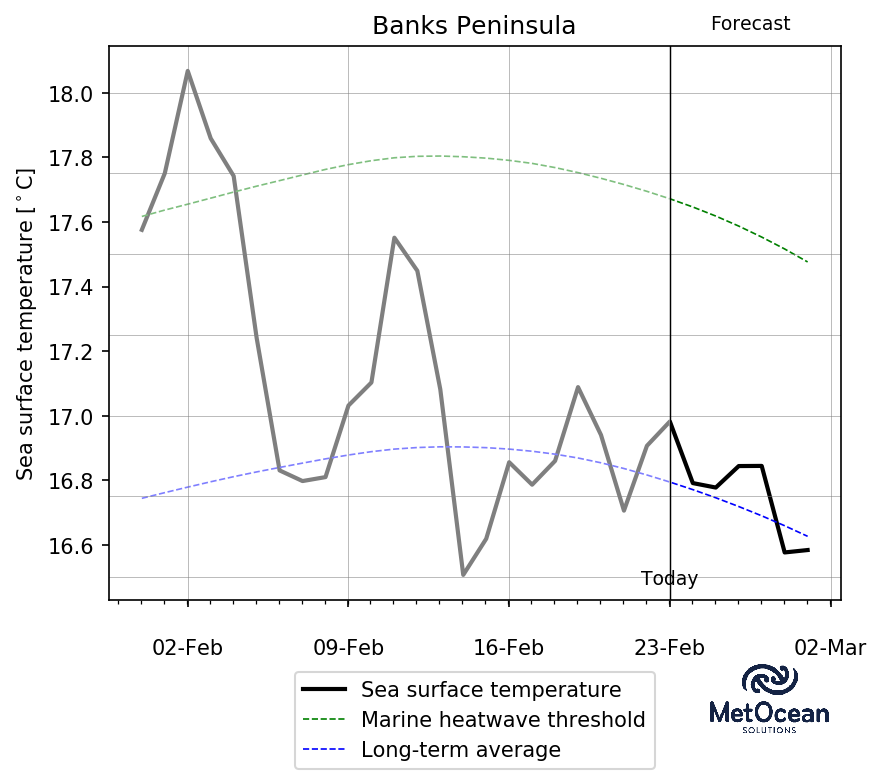 Banks Peninsula
Forecast
Sea surface temperature [°C]
18.0
17.8
17.6
17.4
17.2
17.0
16.8
16.6
Today
02-Feb 09-Feb 16-Feb 23-Feb 02-Mar
Sea surface temperature
Marine heatwave threshold
Long-term average
MetOcean
SOLUTIONS